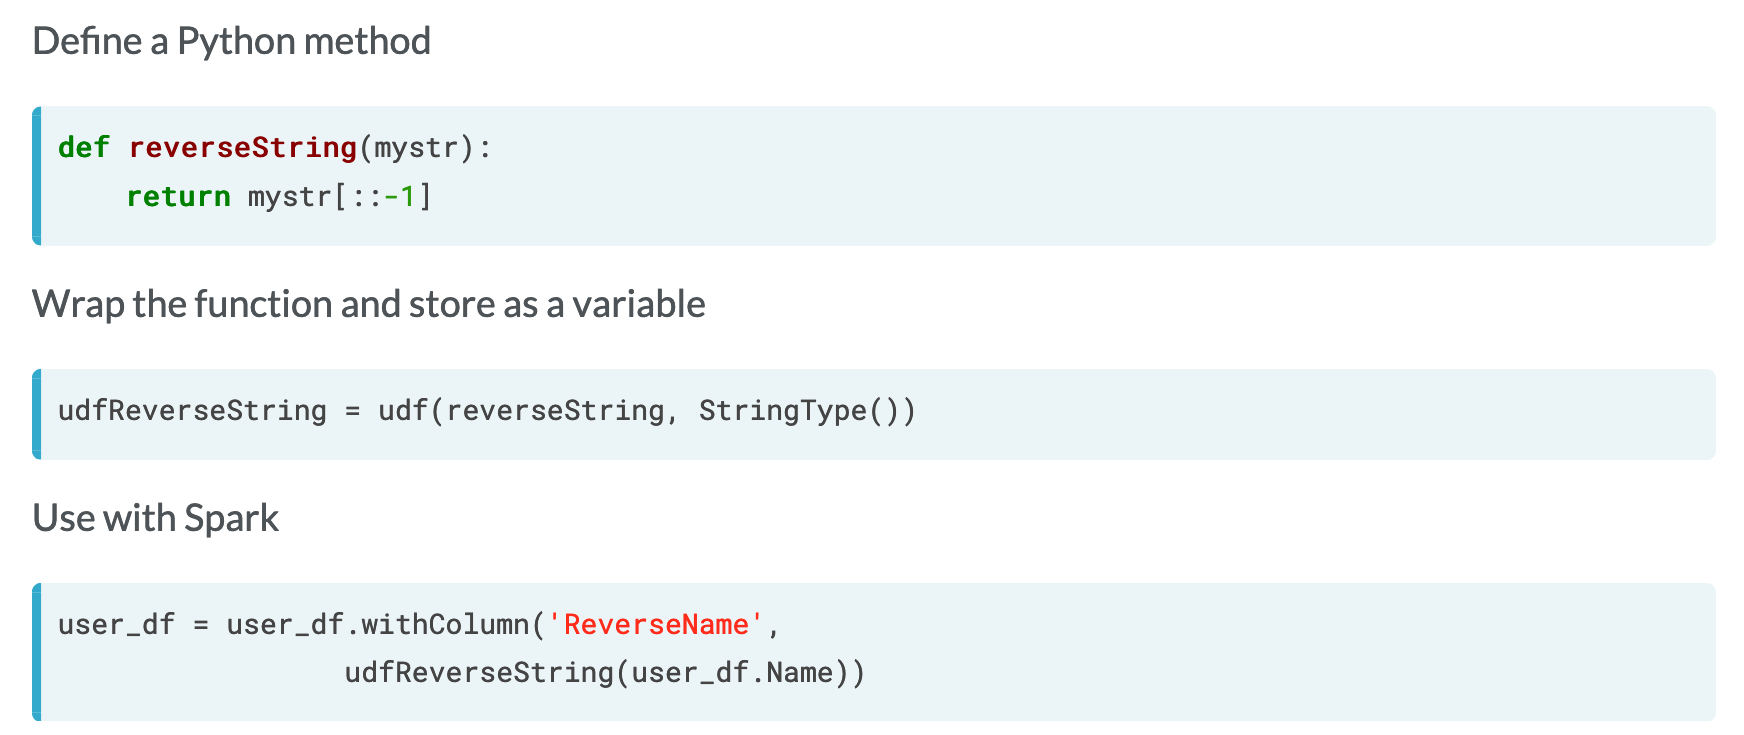 Define a Python method
def reverseString(mystr):
    return mystr[::-1]
Wrap the function and store as a variable
udfReverseString = udf(reverseString, StringType())
Use with Spark
user_df = user_df.withColumn('ReverseName',
                 udfReverseString(user_df.Name))